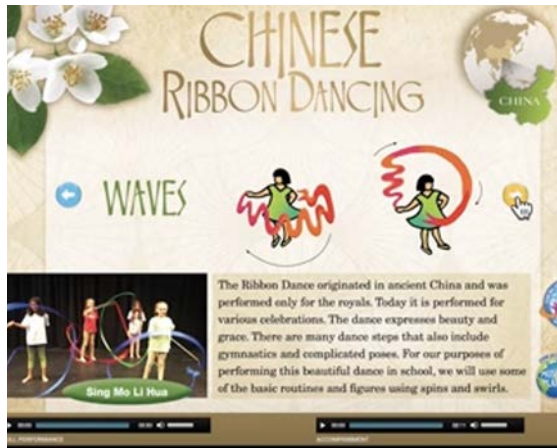 CHINESE
RIBBON DANCING
CHINA
WAVES
The Ribbon Dance originated in ancient China and was
performed only for the royals. Today it is performed for
various celebrations. The dance expresses beauty and
grace. There are many dance steps that also include
gymnastics and complicated poses. For our purposes of
performing this beautiful dance in school, we will use some
of the basic routines and figures using spins and swirls.
Sing Mo Li Hua
ACCOMPANIMENT